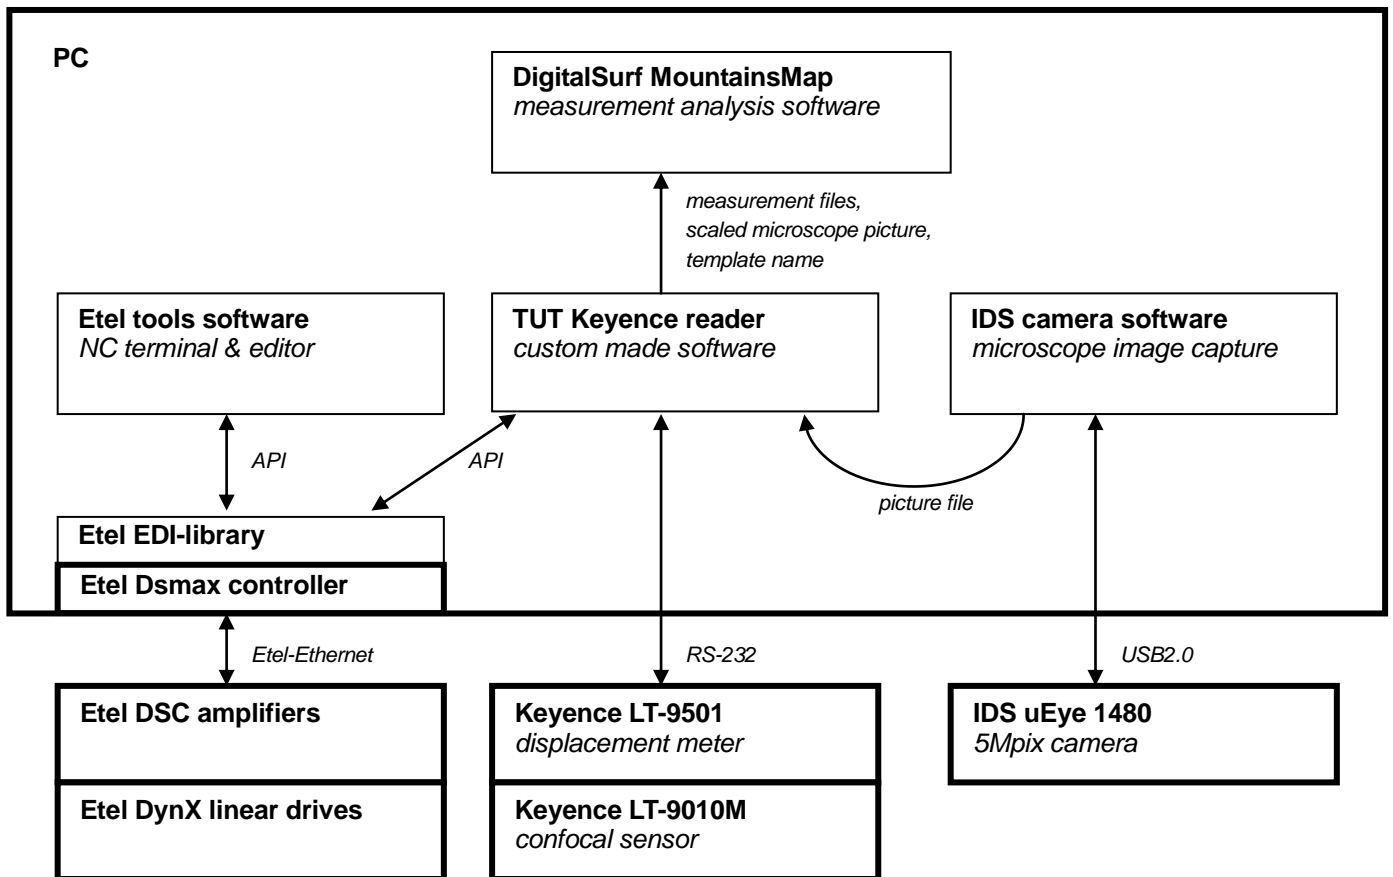 PC
DigitalSurf MountainsMap
measurement analysis software
measurement files,
scaled microscope picture,
template name
Etel tools software
NC terminal & editor
TUT Keyence reader
custom made software
IDS camera software
microscope image capture
API
API
picture file
Etel EDI-library
Etel Dsmax controller
Etel-Ethernet
RS-232
USB2.0
Etel DSC amplifiers
Keyence LT-9501
displacement meter
IDS uEye 1480
5Mpix camera
Etel DynX linear drives
Keyence LT-9010M
confocal sensor